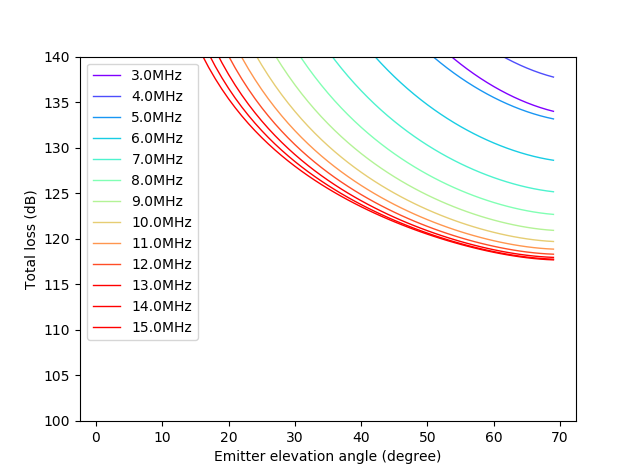 140
135
130
125
120
115
110
105
100
Total loss (dB)
3.0MHz
4.0MHz
5.0MHz
6.0MHz
7.0MHz
8.0MHz
9.0MHz
10.0MHz
11.0MHz
12.0MHz
13.0MHz
14.0MHz
15.0MHz
0 10 20 30 40 50 60 70
Emitter elevation angle (degree)